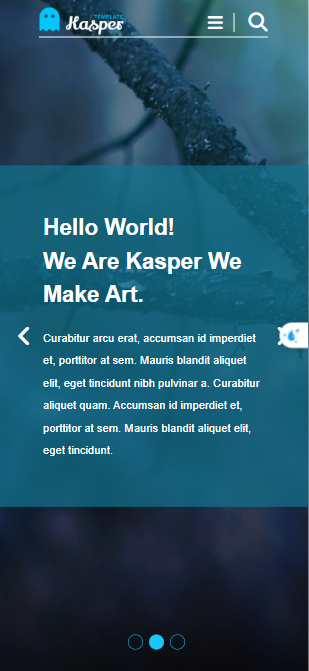 TEMPLATE
Kasper
Hello World!
We Are Kasper We
Make Art.
Curabitur arcu erat, accumsan id imperdiet
et, porttitor at sem. Mauris blandit aliquet
elit, eget tincidunt nibh pulvinar a. Curabitur
aliquet quam. Accumsan id imperdiet et,
porttitor at sem. Mauris blandit aliquet elit,
eget tincidunt.